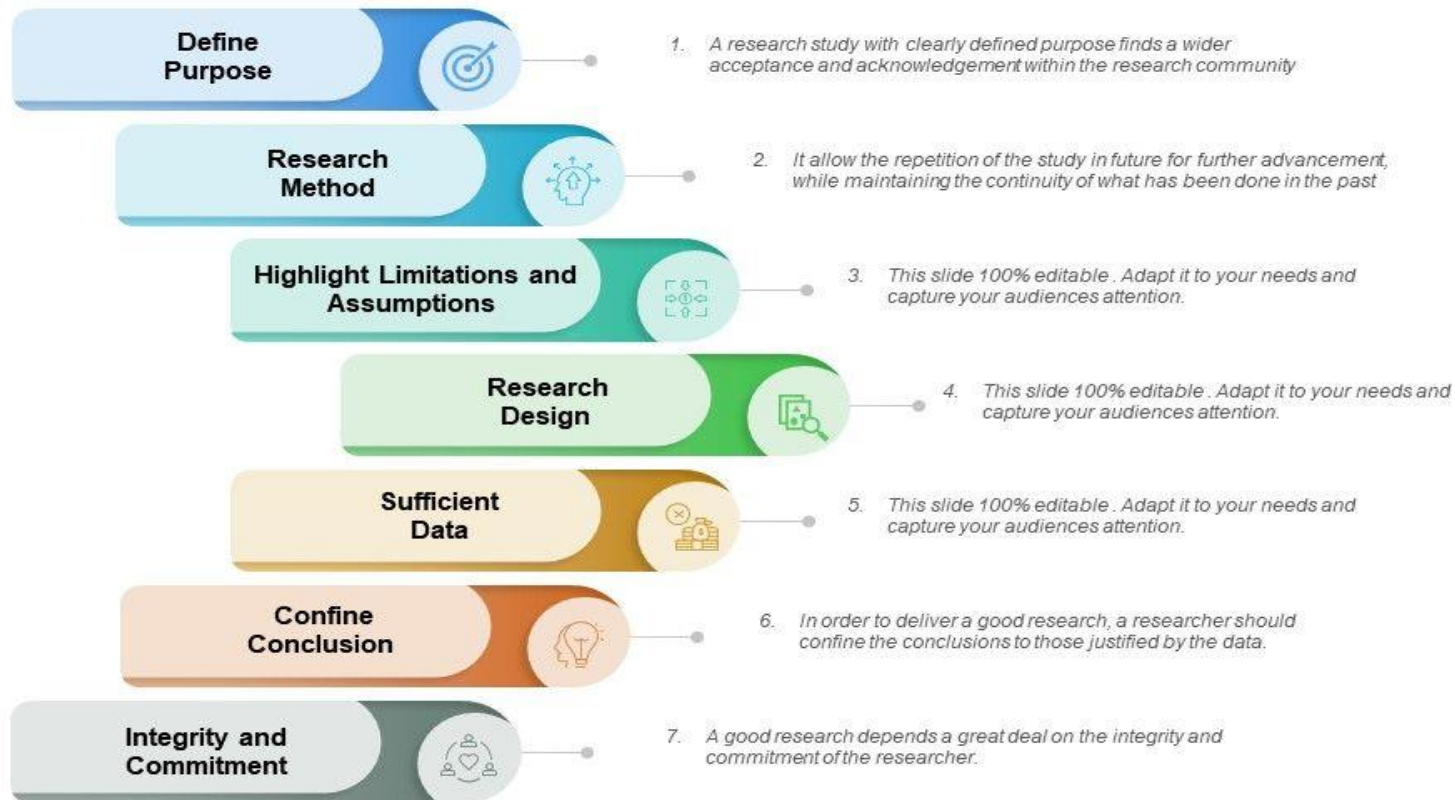 Define
Purpose
1. A research study with clearly defined purpose finds a wider
acceptance and acknowledgement within the research community
Research
Method
2. It allow the repetition of the study in future for further advancement,
while maintaining the continuity of what has been done in the past
Highlight Limitations and
Assumptions
3. This slide 100% editable . Adapt it to your needs and
capture your audiences attention.
Research
Design
4. This slide 100% editable . Adapt it to your needs and
capture your audiences attention.
Sufficient
Data
5. This slide 100% editable . Adapt it to your needs and
capture your audiences attention.
Confine
Conclusion
6. In order to deliver a good research, a researcher should
confine the conclusions to those justified by the data.
Integrity and
Commitment
7. A good research depends a great deal on the integrity and
commitment of the researcher.